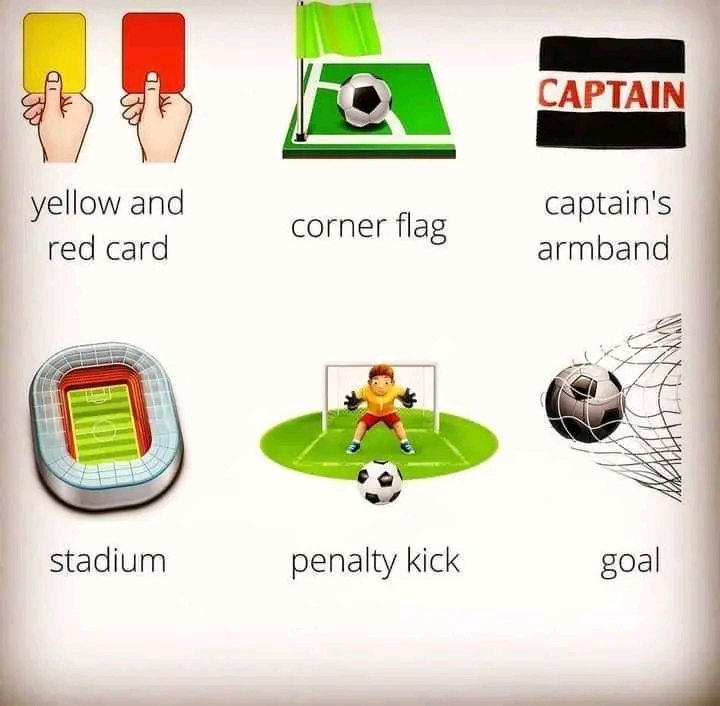 CAPTAIN
yellow and
red card
corner flag
captain's
armband
stadium
penalty kick
goal